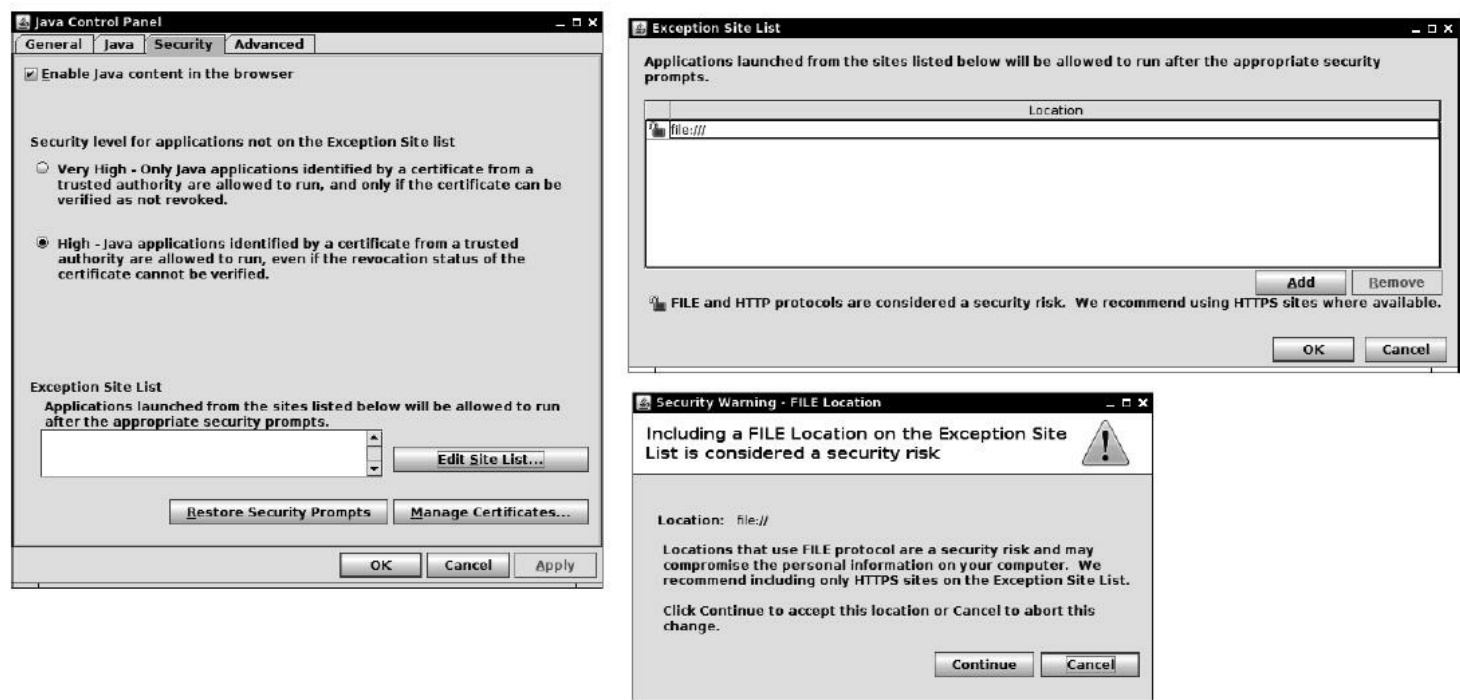 Java Control Panel
General Java Security Advanced
Enable Java content in the browser
Security level for applications not on the Exception Site list
Very High - Only Java applications identified by a certificate from a
trusted authority are allowed to run, and only if the certificate can be
verified as not revoked.
High - Java applications identified by a certificate from a trusted
authority are allowed to run, even if the revocation status of the
certificate cannot be verified.
Exception Site List
Applications launched from the sites listed below will be allowed to run
after the appropriate security prompts.
Edit Site List...
Restore Security Prompts Manage Certificates...
OK Cancel Apply
Exception Site List
Applications launched from the sites listed below will be allowed to run after the appropriate security
prompts.
Location
file:///
Add Remove
FILE and HTTP protocols are considered a security risk. We recommend using HTTPS sites where available.
OK Cancel
Security Warning - FILE Location
Including a FILE Location on the Exception Site
List is considered a security risk
Location: file://
Locations that use FILE protocol are a security risk and may
compromise the personal information on your computer. We
recommend including only HTTPS sites on the Exception Site List.
Click Continue to accept this location or Cancel to abort this
change.
Continue Cancel